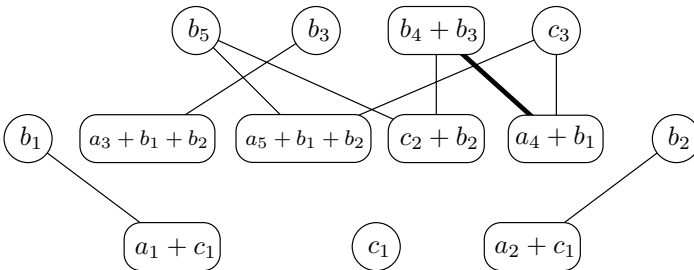 b₅ b₃ b₄ + b₃ c₃
b₁ a₃ + b₁ + b₂ a₅ + b₁ + b₂ c₂ + b₂ a₄ + b₁ b₂
a₁ + c₁ c₁ a₂ + c₁